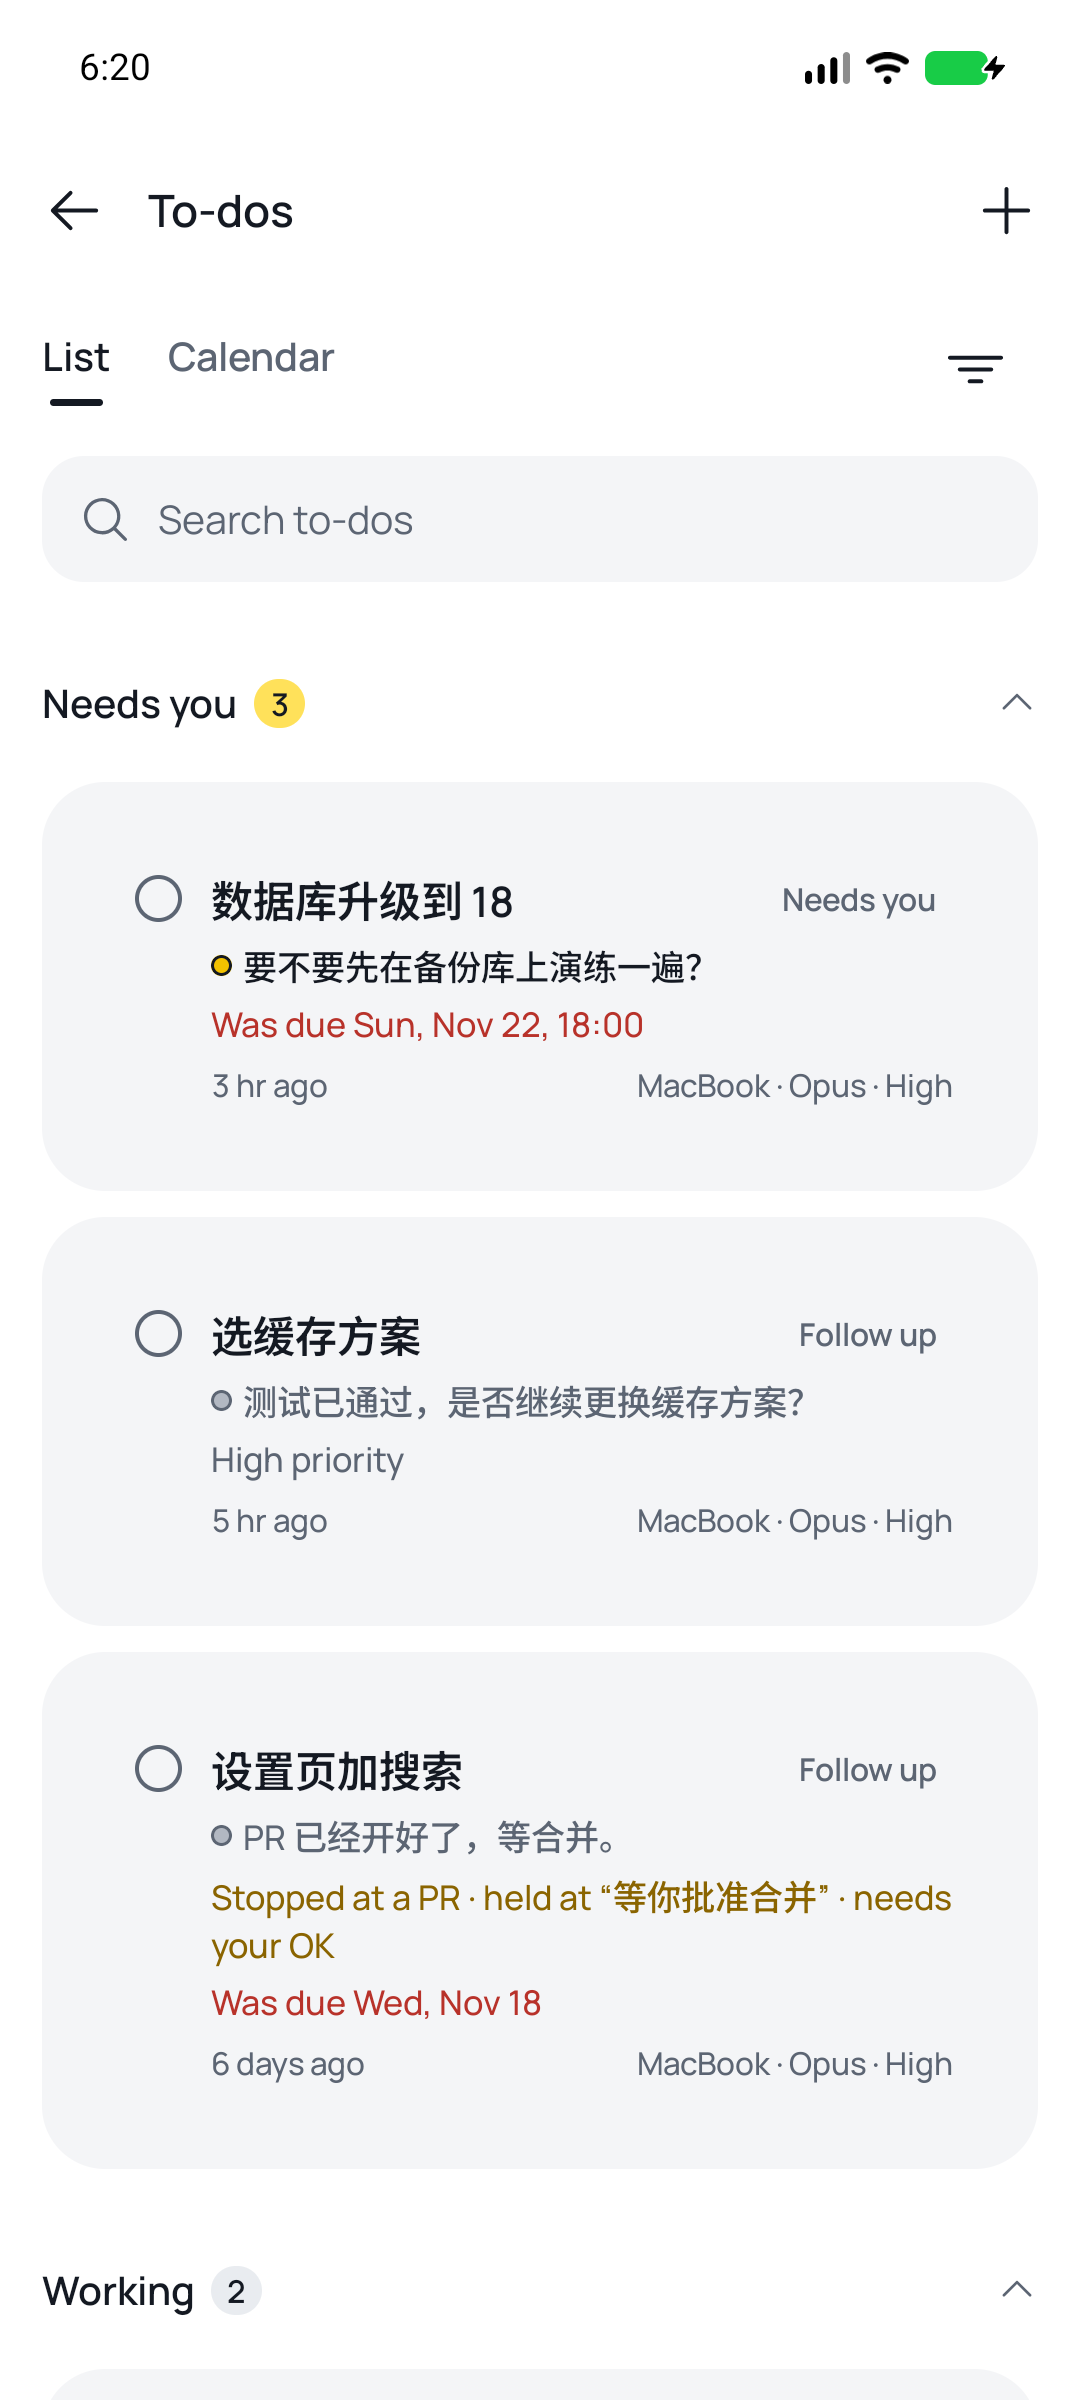 6:20
To-dos
List Calendar
Search to-dos
Needs you 3
数据库升级到 18 Needs you
要不要先在备份库上演练一遍？
Was due Sun, Nov 22, 18:00
3 hr ago MacBook · Opus · High
选缓存方案 Follow up
测试已通过，是否继续更换缓存方案？
High priority
5 hr ago MacBook · Opus · High
设置页加搜索 Follow up
PR 已经开好了，等合并。
Stopped at a PR · held at “等你批准合并” · needs
your OK
Was due Wed, Nov 18
6 days ago MacBook · Opus · High
Working 2